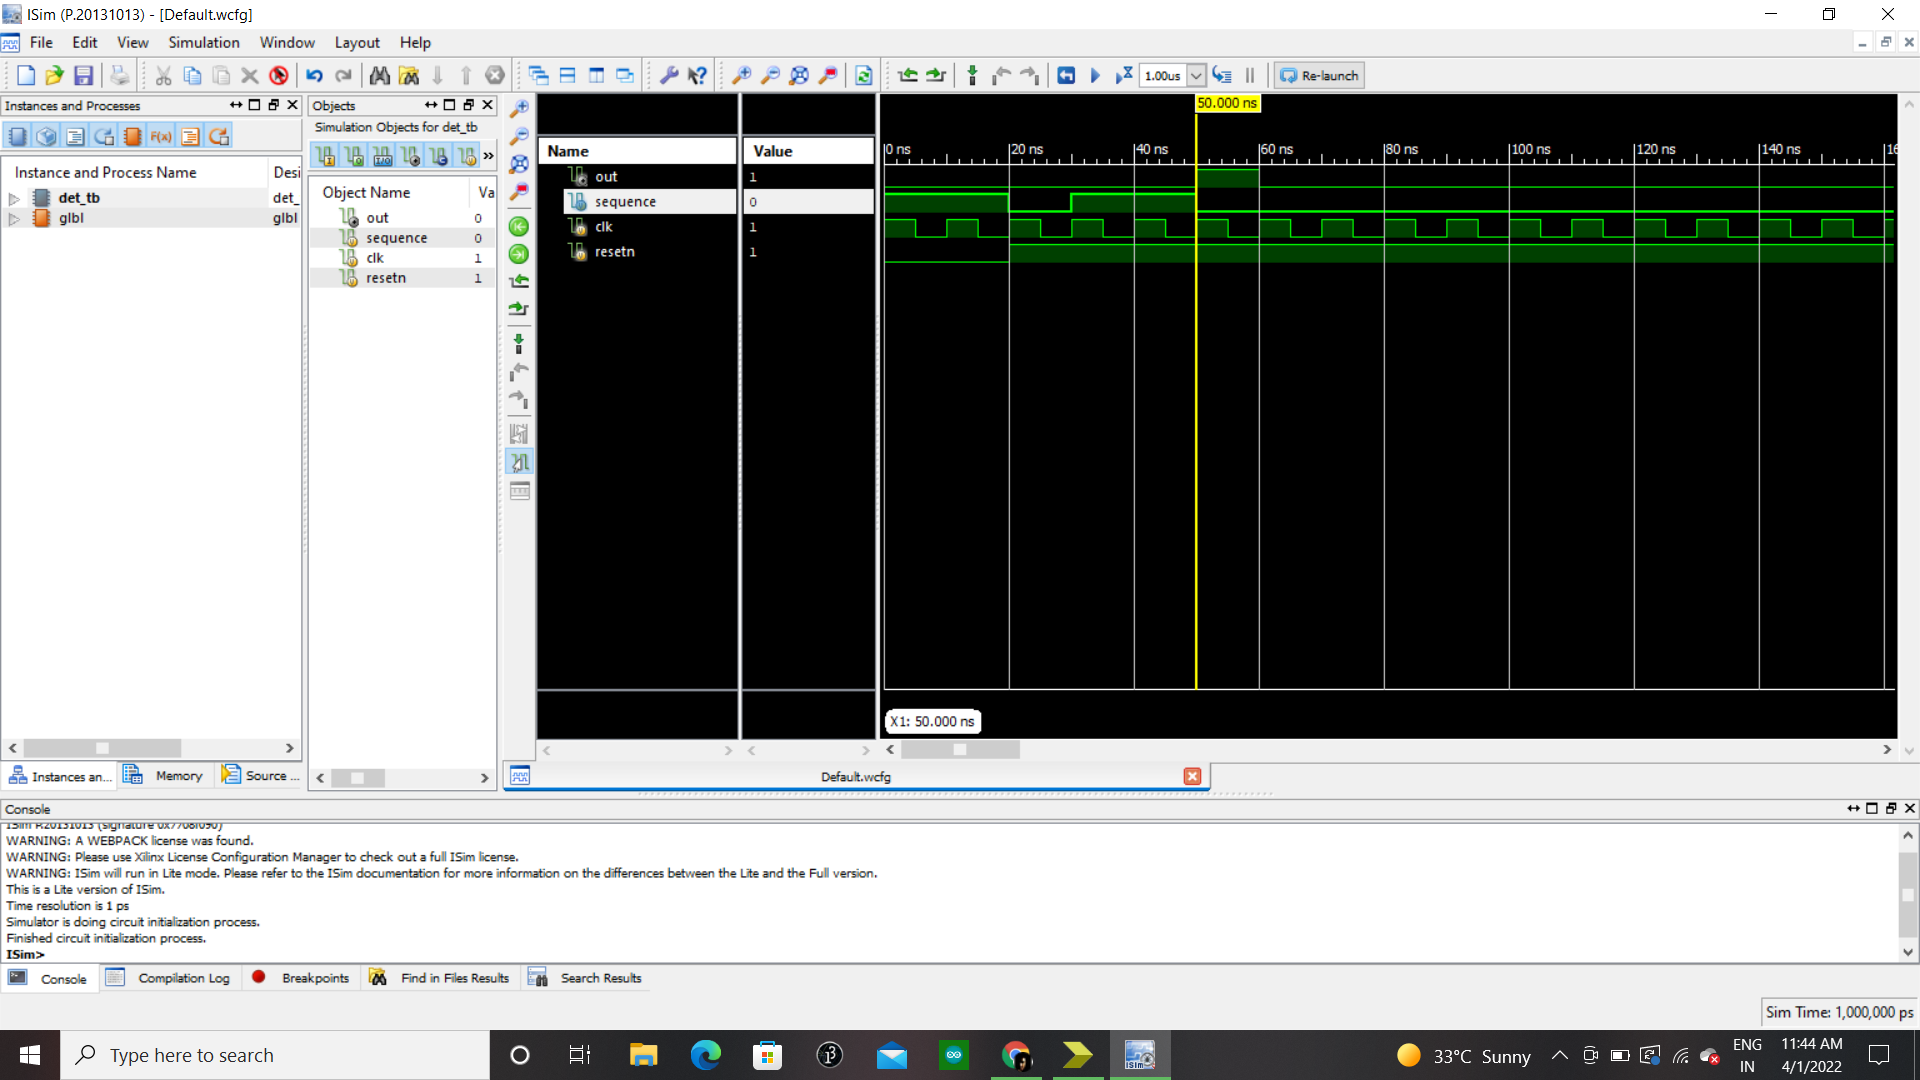 ISim (P.20131013) - [Default.wcfg]
File Edit View Simulation Window Layout Help
1.00us Re-launch
Instances and Processes
Instance and Process Name Desi
det_tb det_
glbl glbl
Instances an... Memory Source ...
Objects
Simulation Objects for det_tb
Object Name Va
out 0
sequence 0
clk 1
resetn 1
Name Value
out 1
sequence 0
clk 1
resetn 1
50.000 ns
0 ns 20 ns 40 ns 60 ns 80 ns 100 ns 120 ns 140 ns 16
X1: 50.000 ns
Default.wcfg
Console
ISim P.20131013 (signature 0x7708f090)
WARNING: A WEBPACK license was found.
WARNING: Please use Xilinx License Configuration Manager to check out a full ISim license.
WARNING: ISim will run in Lite mode. Please refer to the ISim documentation for more information on the differences between the Lite and the Full version.
This is a Lite version of ISim.
Time resolution is 1 ps
Simulator is doing circuit initialization process.
Finished circuit initialization process.
ISim>
Console Compilation Log Breakpoints Find in Files Results Search Results
Sim Time: 1,000,000 ps
Type here to search
33°C Sunny
ENG
IN
11:44 AM
4/1/2022